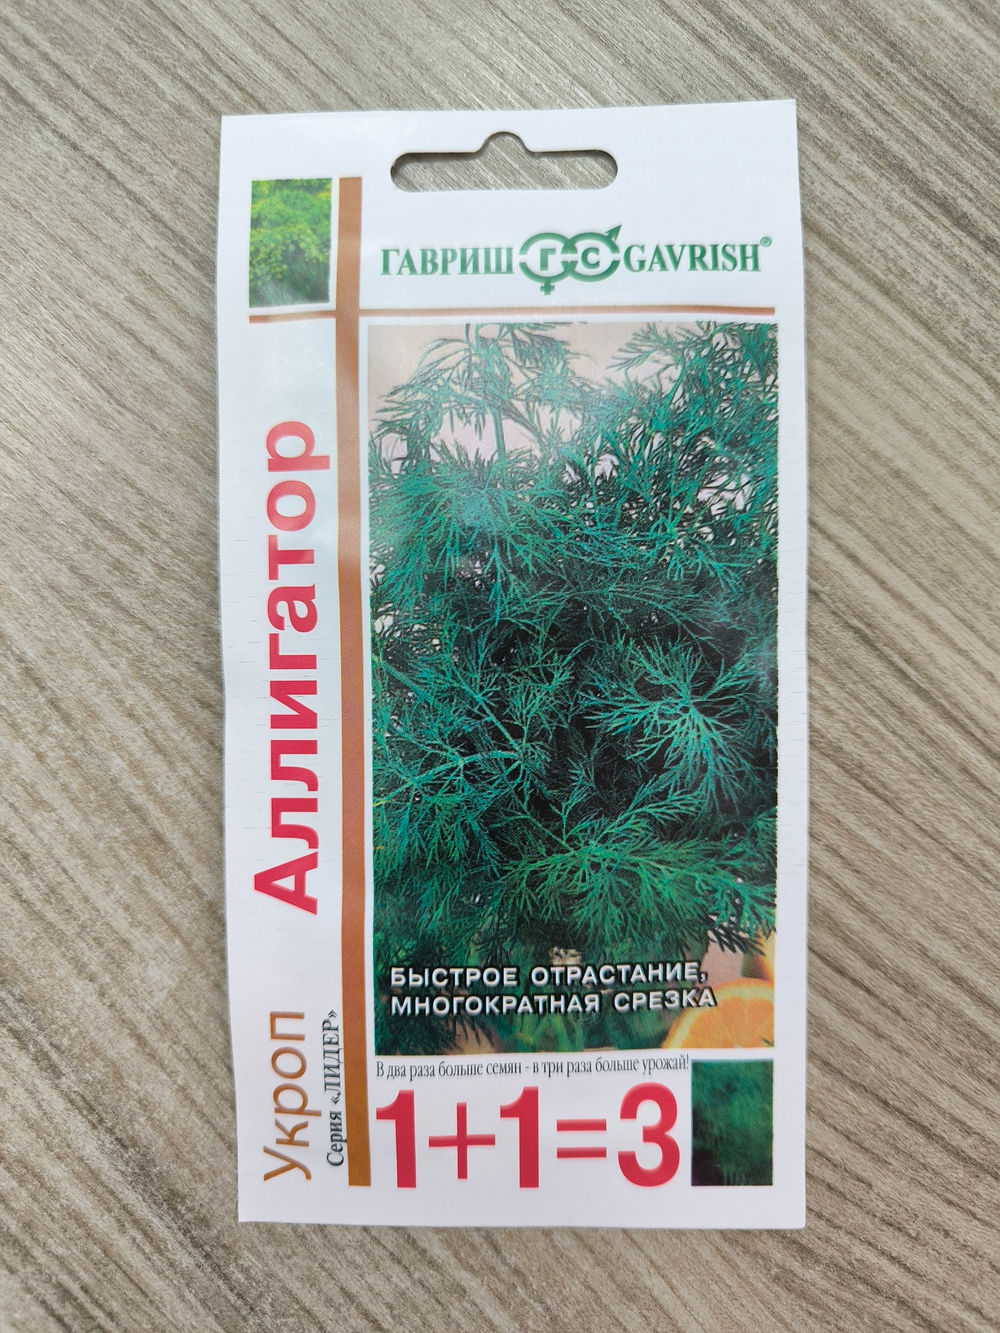 ГАВРИШ ГС GAVRISH®
Аллигатор
Укроп
Серия «ЛИДЕР»
БЫСТРОЕ ОТРАСТАНИЕ,
МНОГОКРАТНАЯ СРЕЗКА
В два раза больше семян - в три раза больше урожай!
1+1=3